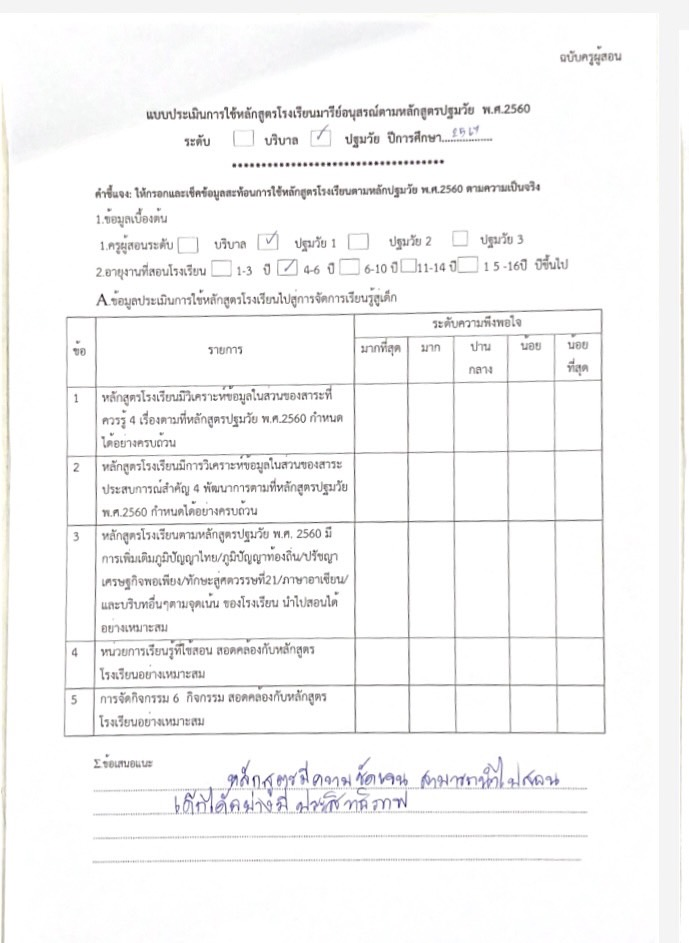 ฉบับครูผู้สอน
แบบประเมินการใช้หลักสูตรโรงเรียนมารีย์อนุสรณ์ตามหลักสูตรปฐมวัย พ.ศ.2560
ระดับ บริบาล ✓ ปฐมวัย ปีการศึกษา....2567....
คำชี้แจง: ให้กรอกและเช็คข้อมูลสะท้อนการใช้หลักสูตรโรงเรียนตามหลักปฐมวัย พ.ศ.2560 ตามความเป็นจริง
1.ข้อมูลเบื้องต้น
1.ครูผู้สอนระดับ บริบาล ✓ ปฐมวัย 1 ปฐมวัย 2 ปฐมวัย 3
2.อายุงานที่สอนโรงเรียน 1-3 ปี ✓ 4-6 ปี 6-10 ปี 11-14 ปี 1 5 -16ปี ปีขึ้นไป
A.ข้อมูลประเมินการใช้หลักสูตรโรงเรียนไปสู่การจัดการเรียนรู้สู่เด็ก
ข้อ รายการ ระดับความพึงพอใจ
มากที่สุด มาก ปาน น้อย น้อย
กลาง ที่สุด
1 หลักสูตรโรงเรียนมีวิเคราะห์ข้อมูลในส่วนของสาระที่
ควรรู้ 4 เรื่องตามที่หลักสูตรปฐมวัย พ.ศ.2560 กำหนด
ได้อย่างครบถ้วน
2 หลักสูตรโรงเรียนมีการวิเคราะห์ข้อมูลในส่วนของสาระ
ประสบการณ์สำคัญ 4 พัฒนาการตามที่หลักสูตรปฐมวัย
พ.ศ.2560 กำหนดได้อย่างครบถ้วน
3 หลักสูตรโรงเรียนตามหลักสูตรปฐมวัย พ.ศ. 2560 มี
การเพิ่มเติมภูมิปัญญาไทย/ภูมิปัญญาท้องถิ่น/ปรัชญา
เศรษฐกิจพอเพียง/ทักษะสู่ศตวรรษที่21/ภาษาอาเซียน/
และบริบทอื่นๆตามจุดเน้น ของโรงเรียน นำไปสอนได้
อย่างเหมาะสม
4 หน่วยการเรียนรู้ที่ใช้สอน สอดคล้องกับหลักสูตร
โรงเรียนอย่างเหมาะสม
5 การจัดกิจกรรม 6 กิจกรรม สอดคล้องกับหลักสูตร
โรงเรียนอย่างเหมาะสม
Σข้อเสนอแนะ
หลักสูตรมีความชัดเจน สามารถนำไปสอน
เด็กได้อย่างมี ประสิทธิภาพ